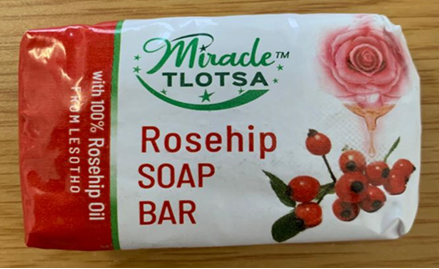 Miracle™
TLOTSA
Rosehip
SOAP
BAR
with 100% Rosehip Oil
FROM LESOTHO